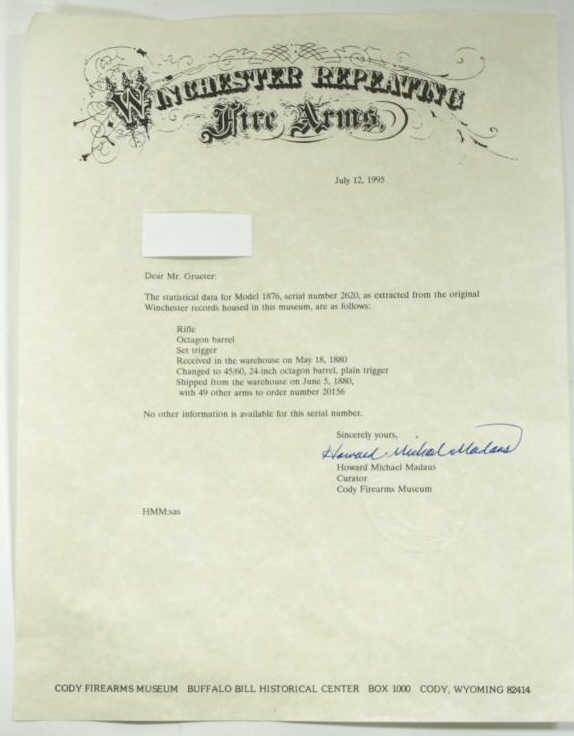 WINCHESTER REPEATING
Fire Arms,
July 12, 1995
Dear Mr. Grueter:
The statistical data for Model 1876, serial number 2620, as extracted from the original
Winchester records housed in this museum, are as follows:
Rifle
Octagon barrel
Set trigger
Received in the warehouse on May 18, 1880
Changed to 45/60, 24-inch octagon barrel, plain trigger
Shipped from the warehouse on June 5, 1880,
with 49 other arms to order number 20156
No other information is available for this serial number.
Sincerely yours,
Howard Michael Madaus
Howard Michael Madaus
Curator
Cody Firearms Museum
HMM:sas
CODY FIREARMS MUSEUM BUFFALO BILL HISTORICAL CENTER BOX 1000 CODY, WYOMING 82414